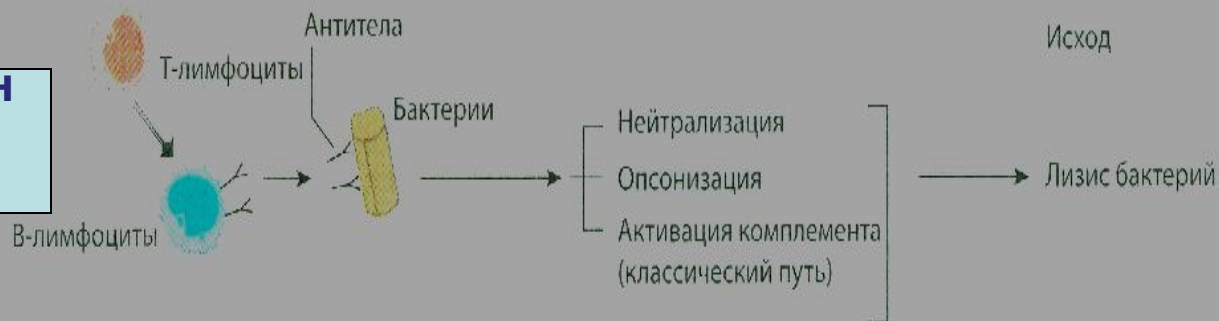 Антитела
Исход
Т-лимфоциты
н
Бактерии
Нейтрализация
Опсонизация
Лизис бактерий
В-лимфоциты
Активация комплемента
(классический путь)